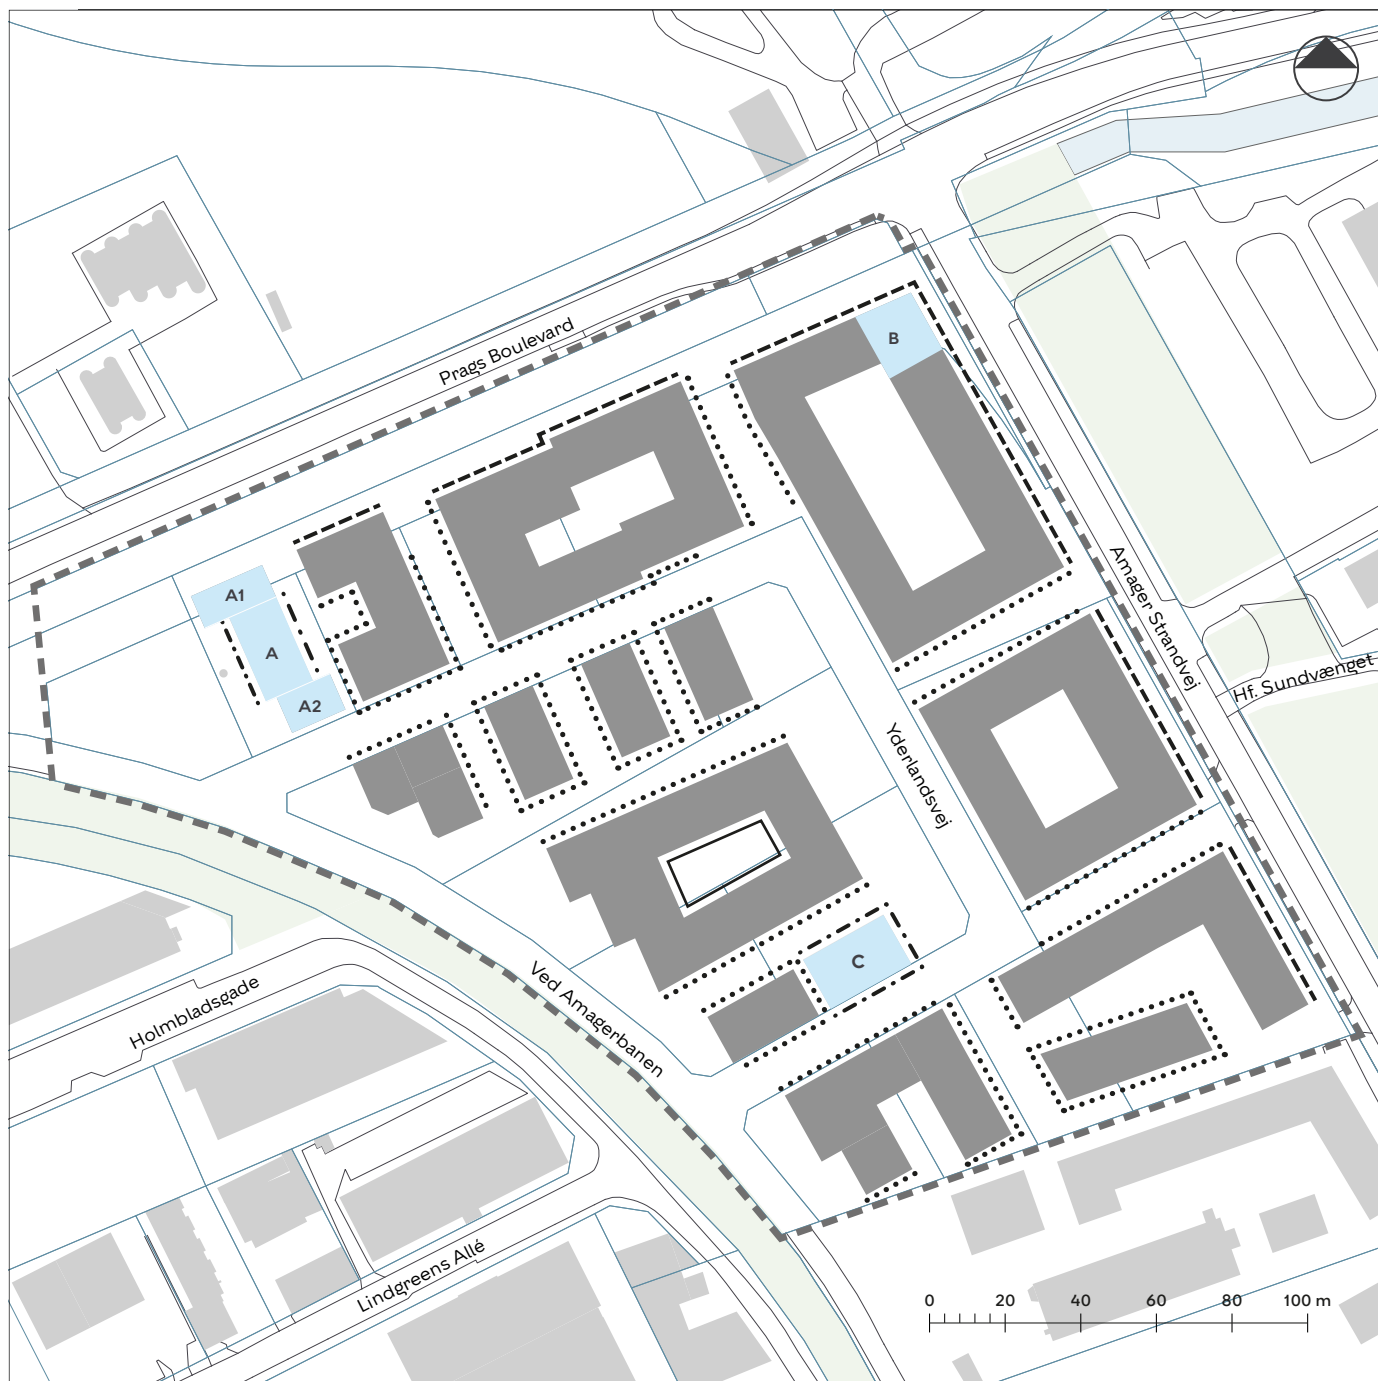 Prags Boulevard
B
A1
A
A2
Amager Strandvej
Hf. Sundvænget
Yderlandsvej
C
Ved Amagerbanen
Holmbladsgade
Lindgreens Allé
0 20 40 60 80 100 m